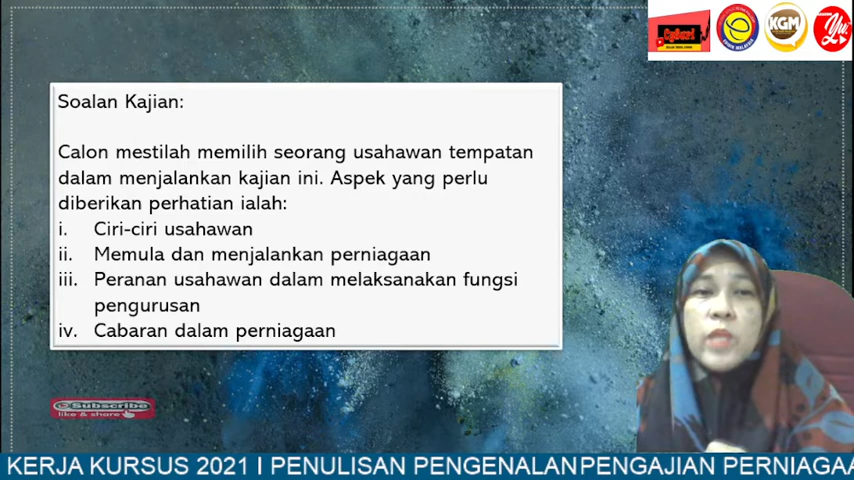 KGM
Soalan Kajian:
Calon mestilah memilih seorang usahawan tempatan
dalam menjalankan kajian ini. Aspek yang perlu
diberikan perhatian ialah:
i. Ciri-ciri usahawan
ii. Memula dan menjalankan perniagaan
iii. Peranan usahawan dalam melaksanakan fungsi
pengurusan
iv. Cabaran dalam perniagaan
Subscribe
like & share
KERJA KURSUS 2021 I PENULISAN PENGENALANPENGAJIAN PERNIAGAA